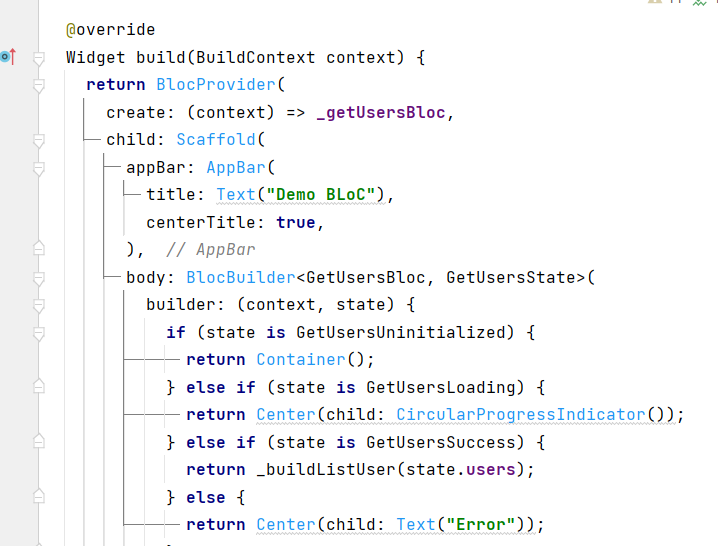 @override
Widget build(BuildContext context) {
return BlocProvider(
create: (context) => _getUsersBloc,
child: Scaffold(
appBar: AppBar(
title: Text("Demo BLoC"),
centerTitle: true,
), // AppBar
body: BlocBuilder<GetUsersBloc, GetUsersState>(
builder: (context, state) {
if (state is GetUsersUninitialized) {
return Container();
} else if (state is GetUsersLoading) {
return Center(child: CircularProgressIndicator());
} else if (state is GetUsersSuccess) {
return _buildListUser(state.users);
} else {
return Center(child: Text("Error"));